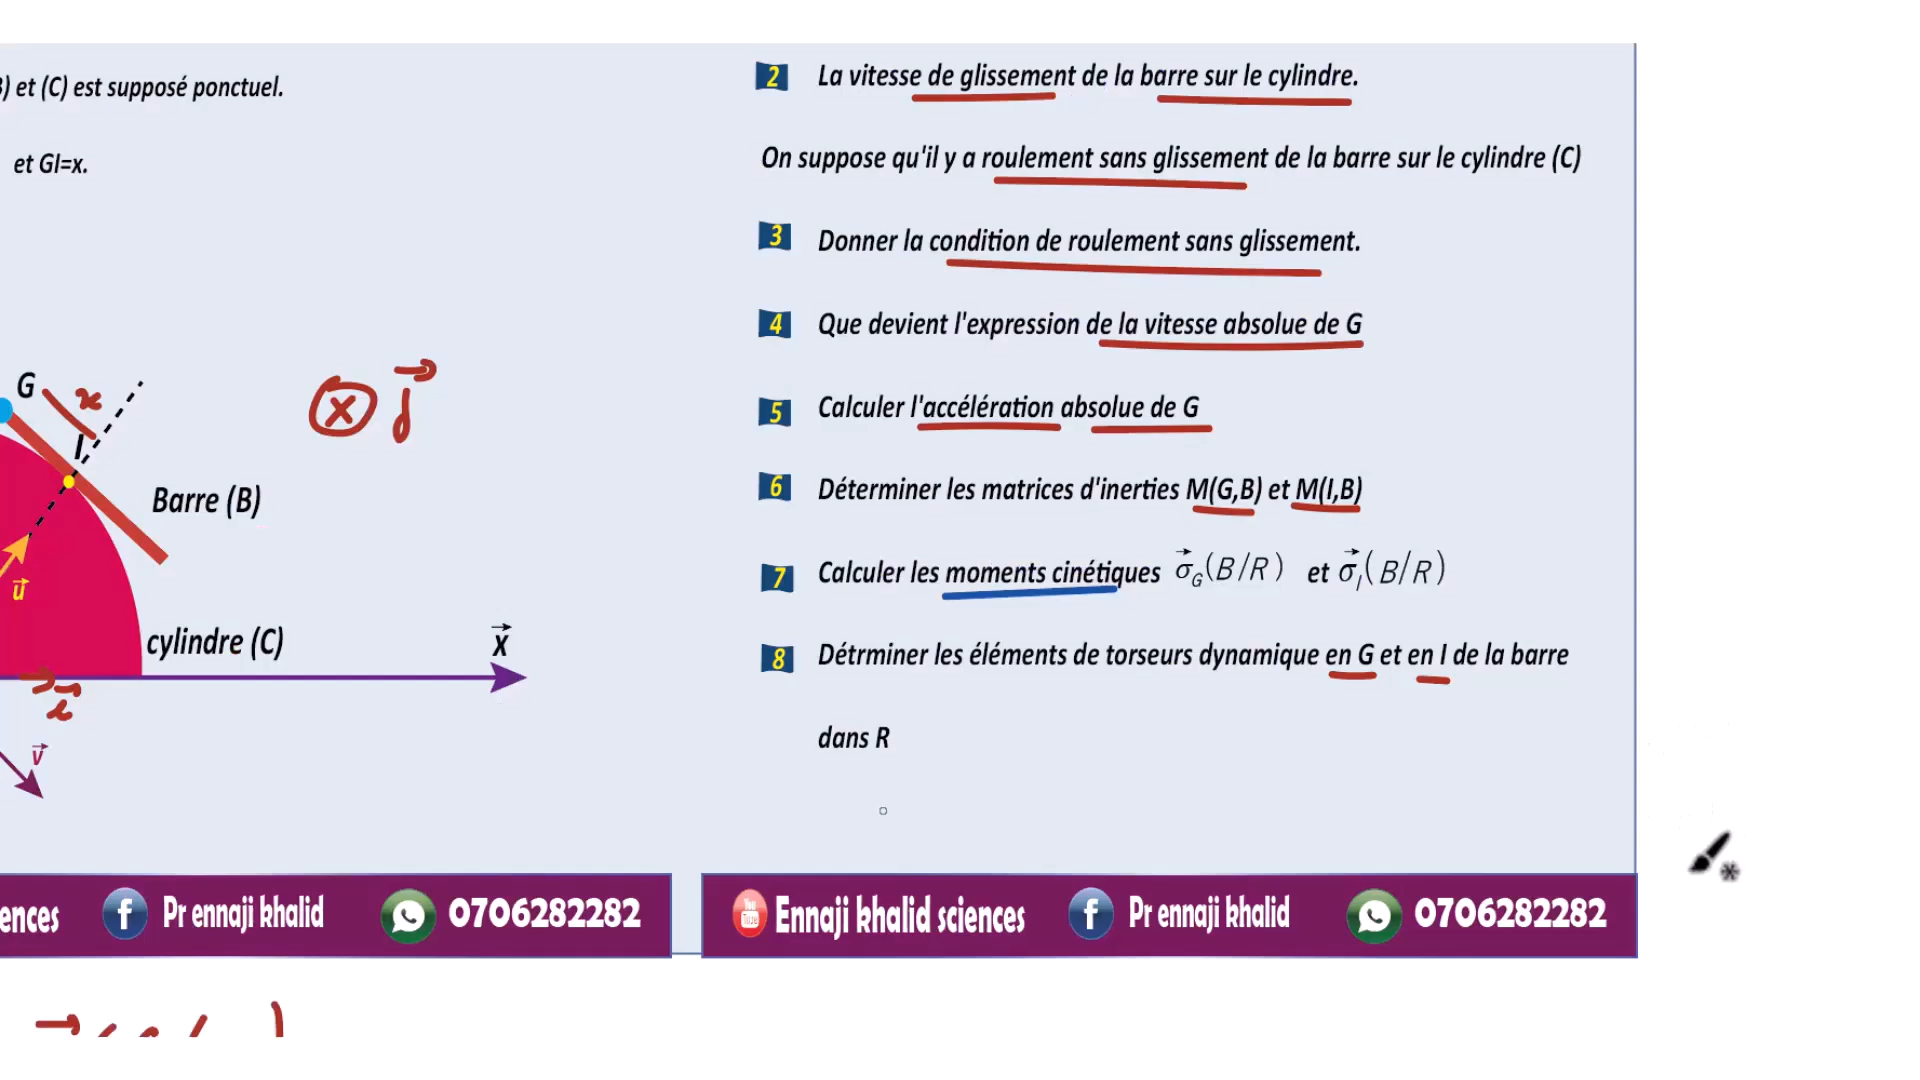 ) et (C) est supposé ponctuel.
et GI=x.
G
x
I
j
Barre (B)
u
cylindre (C)
x
i
v
2 La vitesse de glissement de la barre sur le cylindre.
On suppose qu'il y a roulement sans glissement de la barre sur le cylindre (C)
3 Donner la condition de roulement sans glissement.
4 Que devient l'expression de la vitesse absolue de G
5 Calculer l'accélération absolue de G
6 Déterminer les matrices d'inerties M(G,B) et M(I,B)
7 Calculer les moments cinétiques σ_G(B/R) et σ_I(B/R)
8 Détrminer les éléments de torseurs dynamique en G et en I de la barre
dans R
ences Pr ennaji khalid 0706282282
You Tube Ennaji khalid sciences Pr ennaji khalid 0706282282